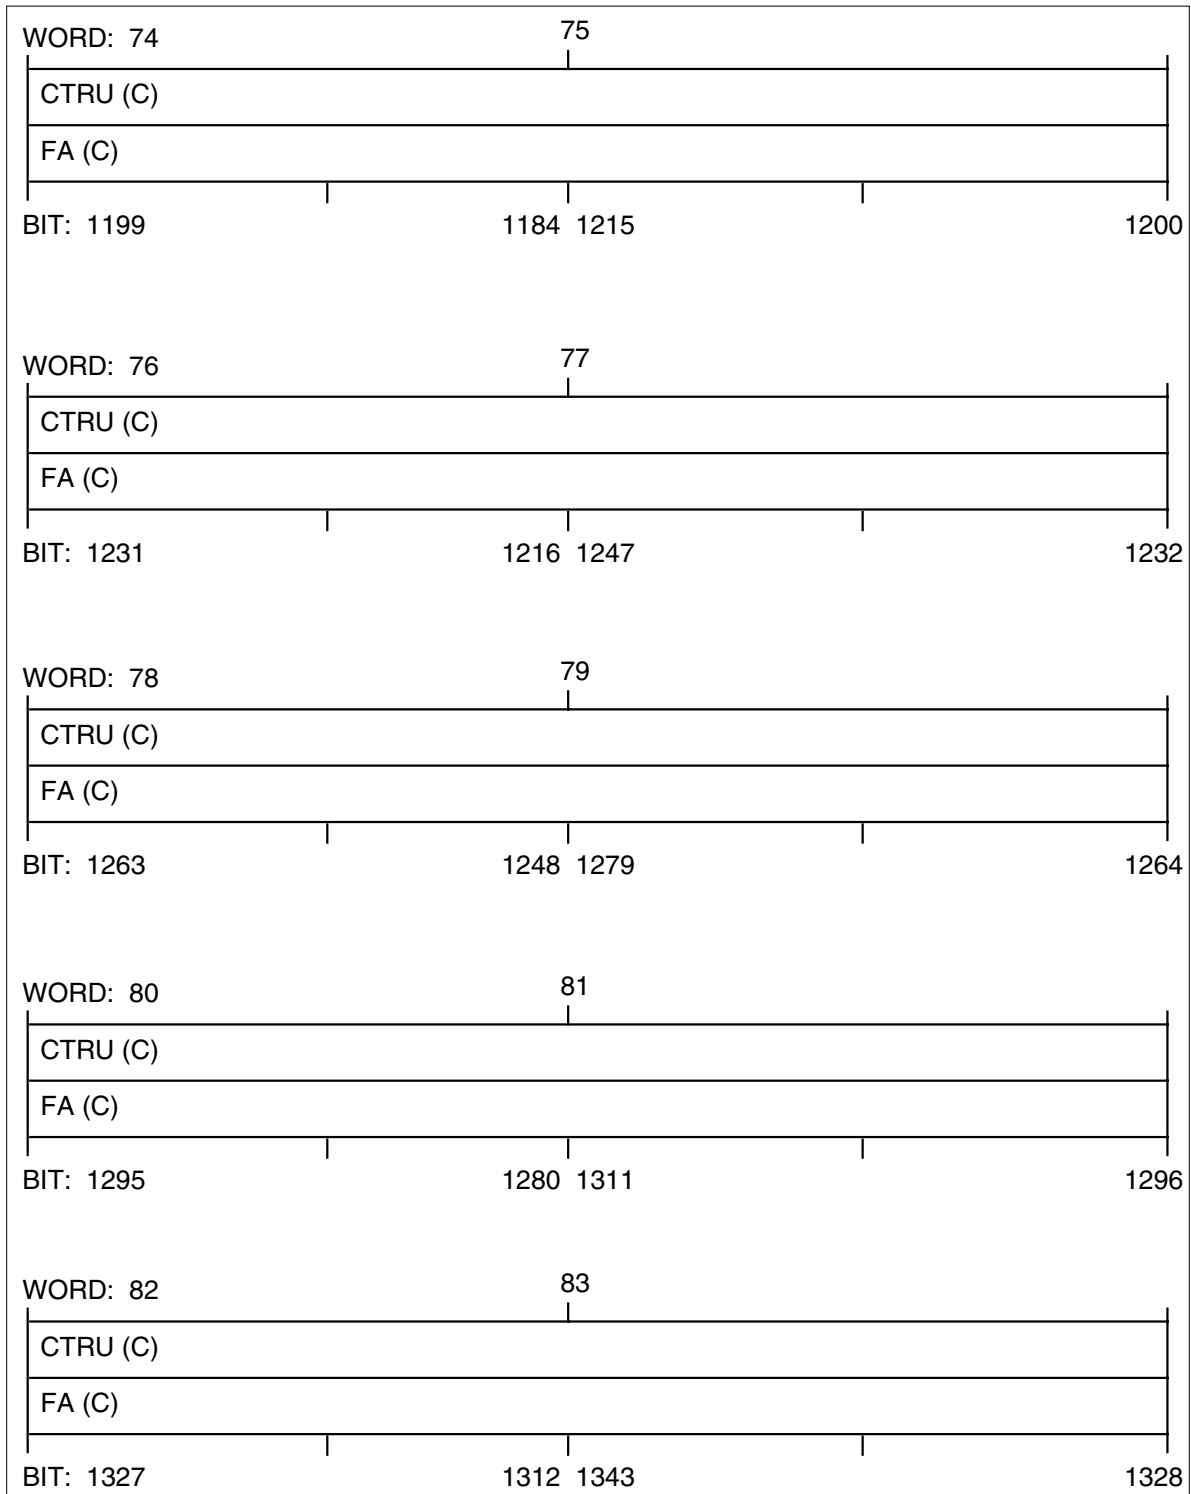 WORD: 74 75
CTRU (C)
FA (C)
BIT: 1199 1184 1215 1200
WORD: 76 77
CTRU (C)
FA (C)
BIT: 1231 1216 1247 1232
WORD: 78 79
CTRU (C)
FA (C)
BIT: 1263 1248 1279 1264
WORD: 80 81
CTRU (C)
FA (C)
BIT: 1295 1280 1311 1296
WORD: 82 83
CTRU (C)
FA (C)
BIT: 1327 1312 1343 1328